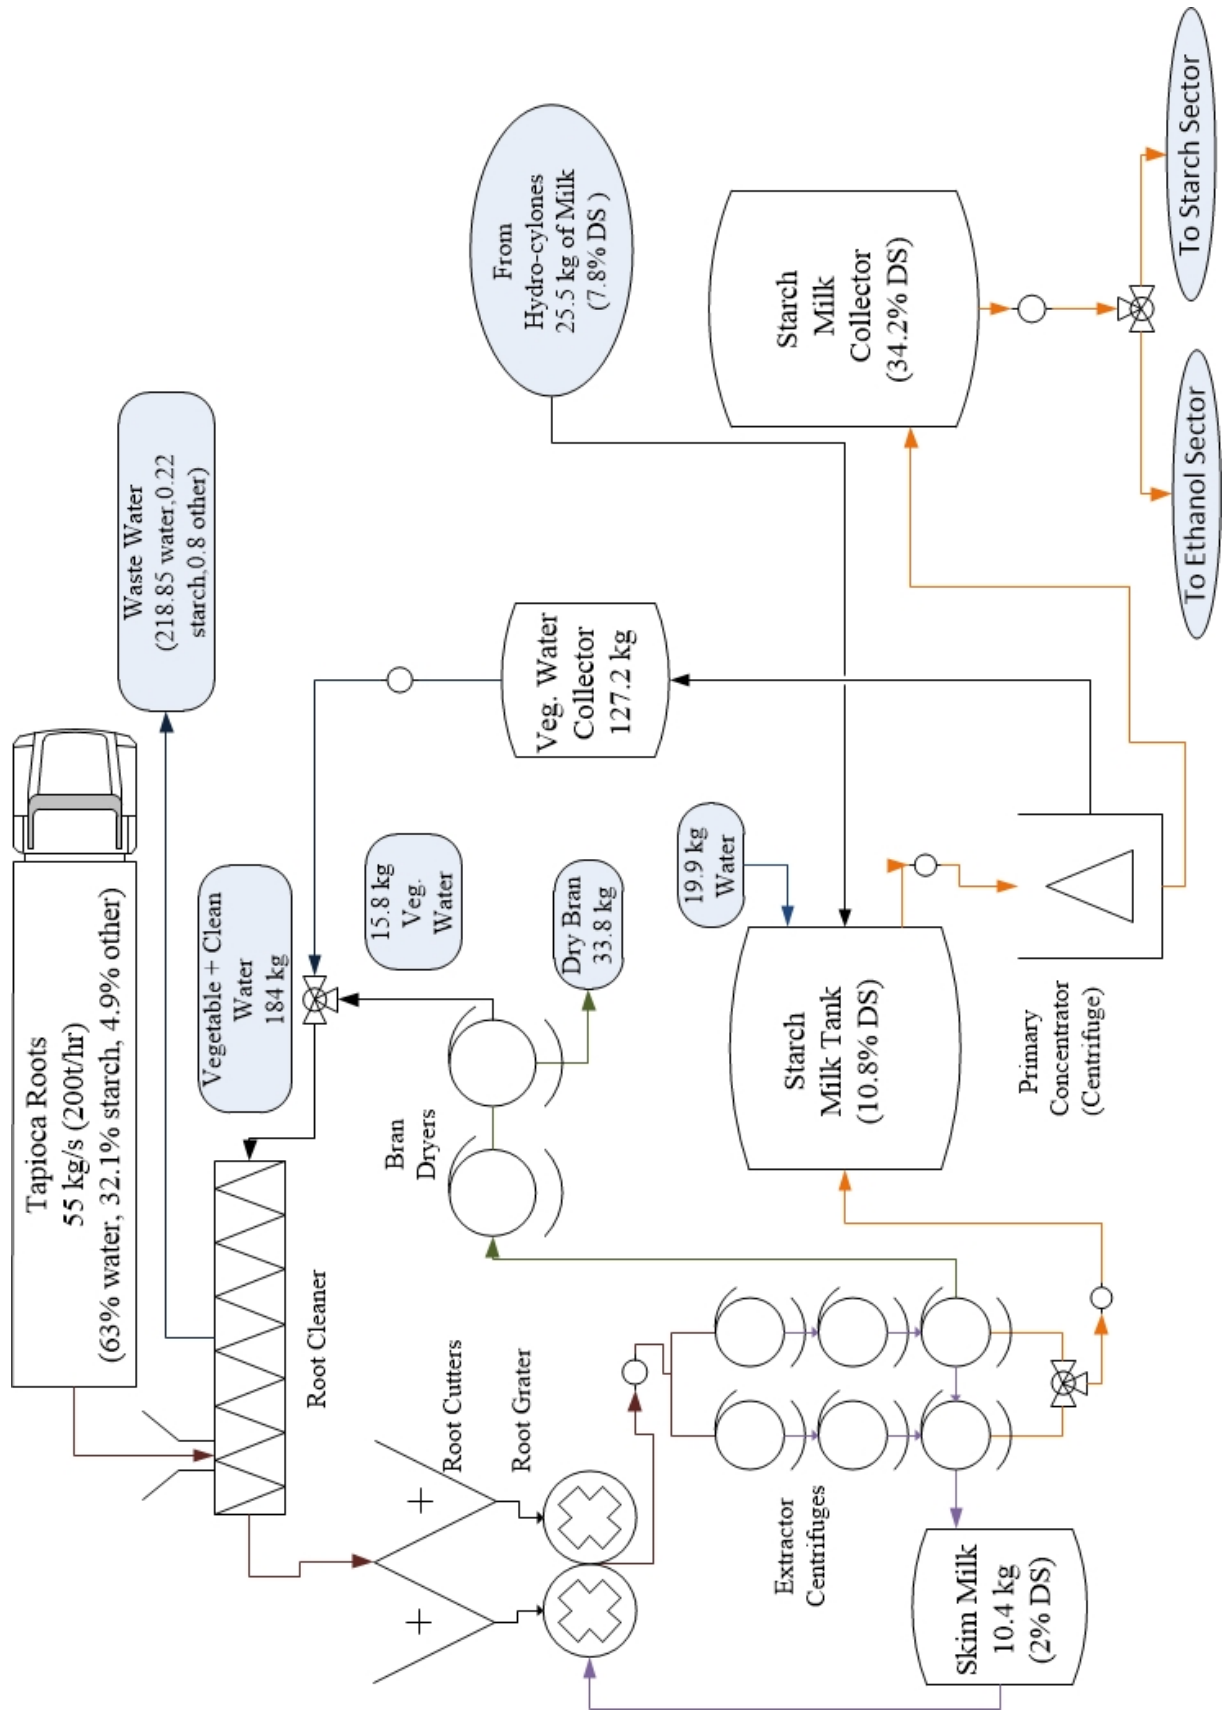 Tapioca Roots
55 kg/s (200t/hr)
(63% water, 32.1% starch, 4.9% other)
Waste Water
(218.85 water,0.22
starch,0.8 other)
Vegetable + Clean
Water
184 kg
Root Cleaner
15.8 kg
Veg.
Water
Bran
Dryers
Dry Bran
33.8 kg
Veg. Water
Collector
127.2 kg
From
Hydro-cylones
25.5 kg of Milk
(7.8% DS )
Root Cutters
Root Grater
19.9 kg
Water
Starch
Milk Tank
(10.8% DS)
Starch
Milk
Collector
(34.2% DS)
Extractor
Centrifuges
Skim Milk
10.4 kg
(2% DS)
Primary
Concentrator
(Centrifuge)
To Ethanol Sector
To Starch Sector